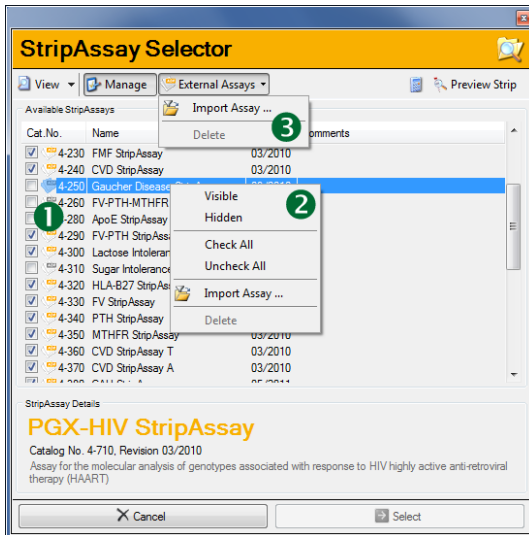 StripAssay Selector
View Manage External Assays Preview Strip
Import Assay ...
Delete
3
Available StripAssays
Cat.No. Name omments
4-230 FMF StripAssay 03/2010
4-240 CVD StripAssay 03/2010
4-250 Gaucher Disease
4-260 FV-PTH-MTHFR
-280 ApoE StripAssay
4-290 FV-PTH StripAss
4-300 Lactose Intoleran
4-310 Sugar Intolerance
4-320 HLA-B27 StripAs
4-330 FV StripAssay
4-340 PTH StripAssay
4-350 MTHFR StripAssay 03/2010
4-360 CVD StripAssay T 03/2010
4-370 CVD StripAssay A 03/2010
1
Visible
2
Hidden
Check All
Uncheck All
Import Assay ...
Delete
StripAssay Details
PGX-HIV StripAssay
Catalog No. 4-710, Revision 03/2010
Assay for the molecular analysis of genotypes associated with response to HIV highly active anti-retroviral
therapy (HAART)
Cancel Select